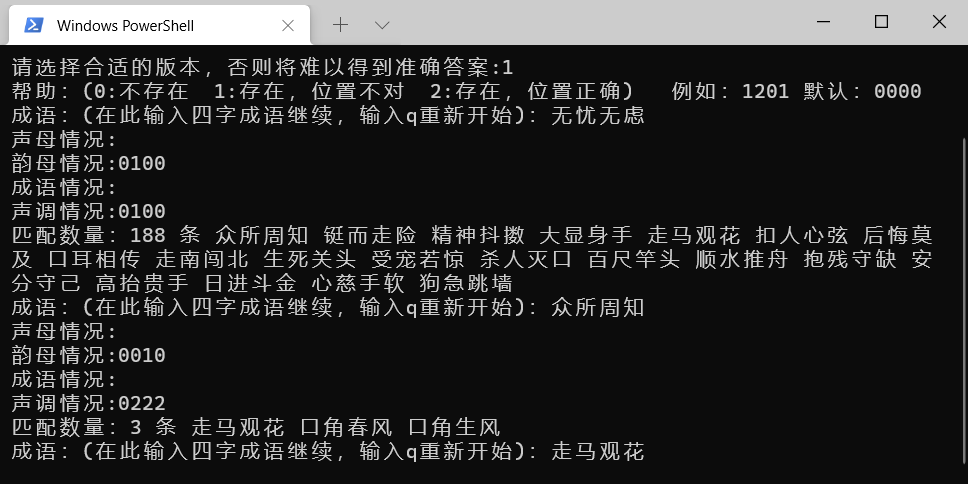 Windows PowerShell
请选择合适的版本，否则将难以得到准确答案:1
帮助：(0:不存在  1:存在，位置不对  2:存在，位置正确)   例如：1201 默认：0000
成语：(在此输入四字成语继续，输入q重新开始)：无忧无虑
声母情况：
韵母情况:0100
成语情况：
声调情况:0100
匹配数量：188 条 众所周知 铤而走险 精神抖擞 大显身手 走马观花 扣人心弦 后悔莫
及 口耳相传 走南闯北 生死关头 受宠若惊 杀人灭口 百尺竿头 顺水推舟 抱残守缺 安
分守己 高抬贵手 日进斗金 心慈手软 狗急跳墙
成语：(在此输入四字成语继续，输入q重新开始)：众所周知
声母情况：
韵母情况:0010
成语情况：
声调情况:0222
匹配数量：3 条 走马观花 口角春风 口角生风
成语：(在此输入四字成语继续，输入q重新开始)：走马观花